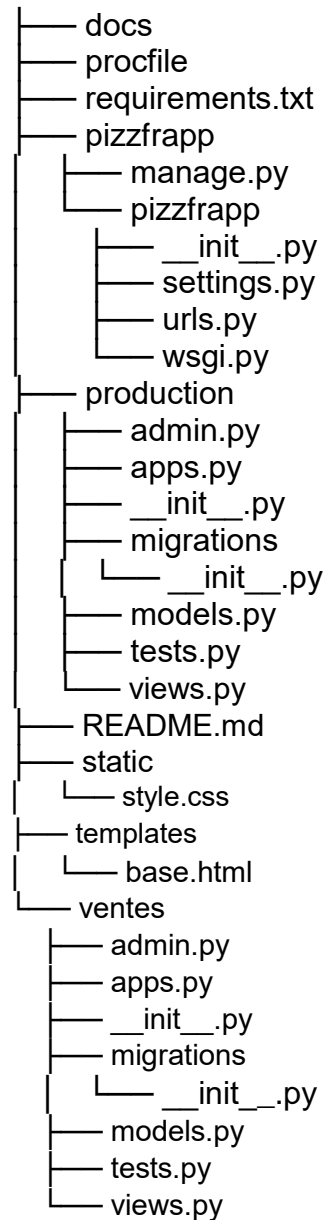 ├── docs
├── procfile
├── requirements.txt
├── pizzfrapp
│   ├── manage.py
│   └── pizzfrapp
│       ├── __init__.py
│       ├── settings.py
│       ├── urls.py
│       └── wsgi.py
├── production
│   ├── admin.py
│   ├── apps.py
│   ├── __init__.py
│   ├── migrations
│   │   └── __init__.py
│   ├── models.py
│   ├── tests.py
│   └── views.py
├── README.md
├── static
│   └── style.css
├── templates
│   └── base.html
└── ventes
    ├── admin.py
    ├── apps.py
    ├── __init__.py
    ├── migrations
    │   └── __init__.py
    ├── models.py
    ├── tests.py
    └── views.py